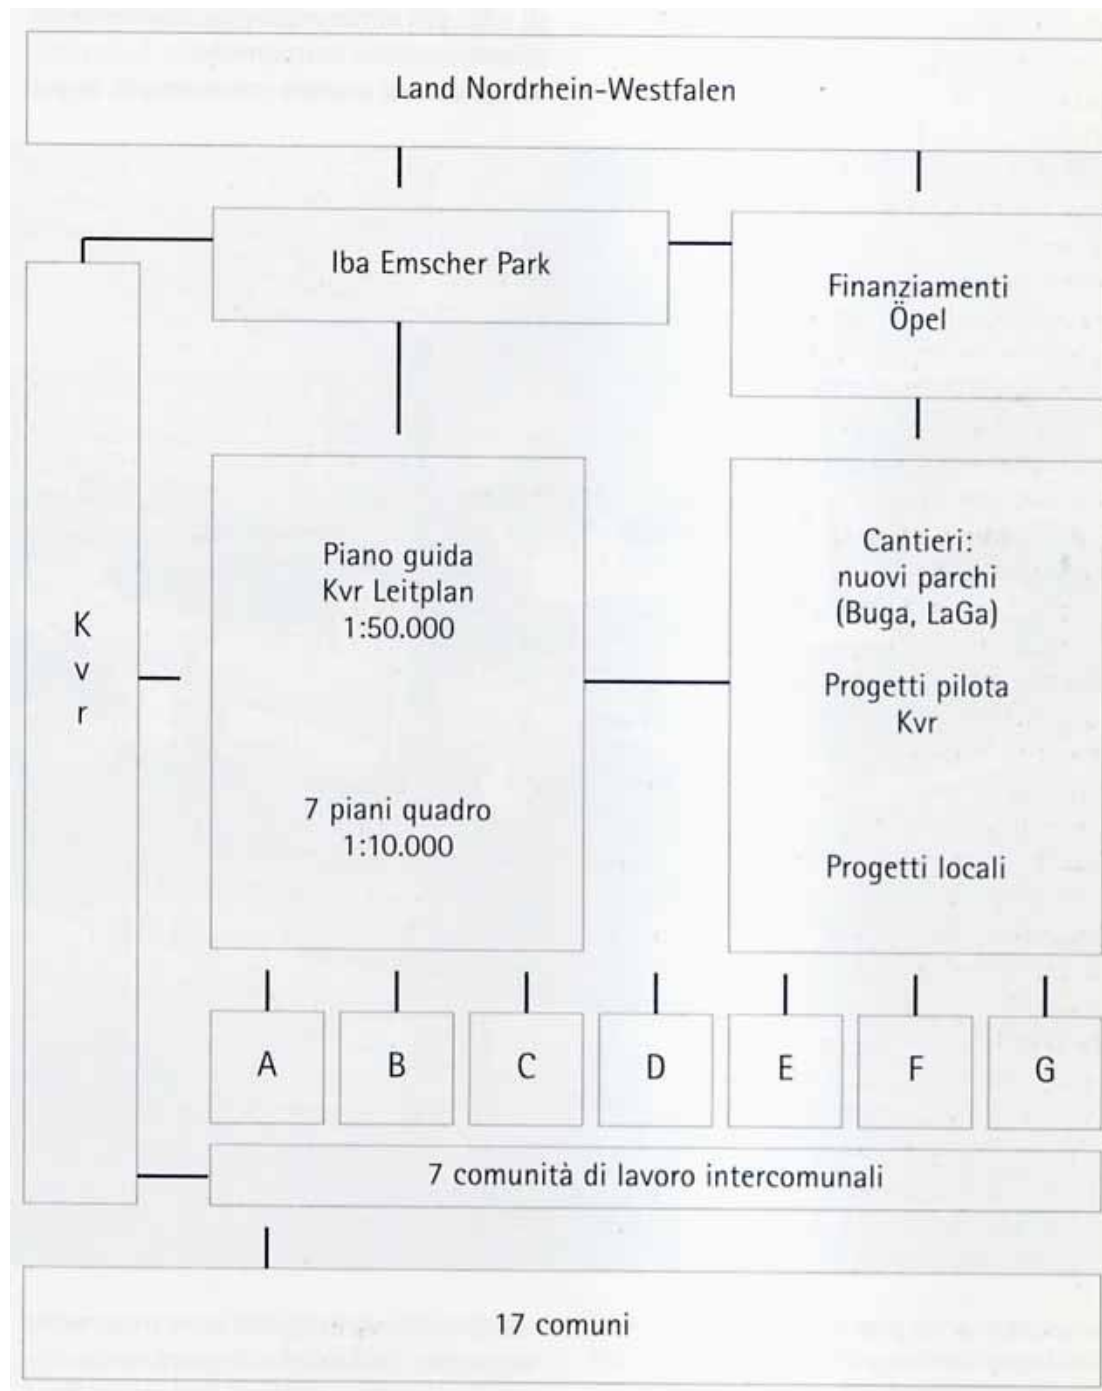 Land Nordrhein-Westfalen
Iba Emscher Park
Finanziamenti
Öpel
K
v
r
Piano guida
Kvr Leitplan
1:50.000
7 piani quadro
1:10.000
Cantieri:
nuovi parchi
(Buga, LaGa)
Progetti pilota
Kvr
Progetti locali
A B C D E F G
7 comunità di lavoro intercomunali
17 comuni